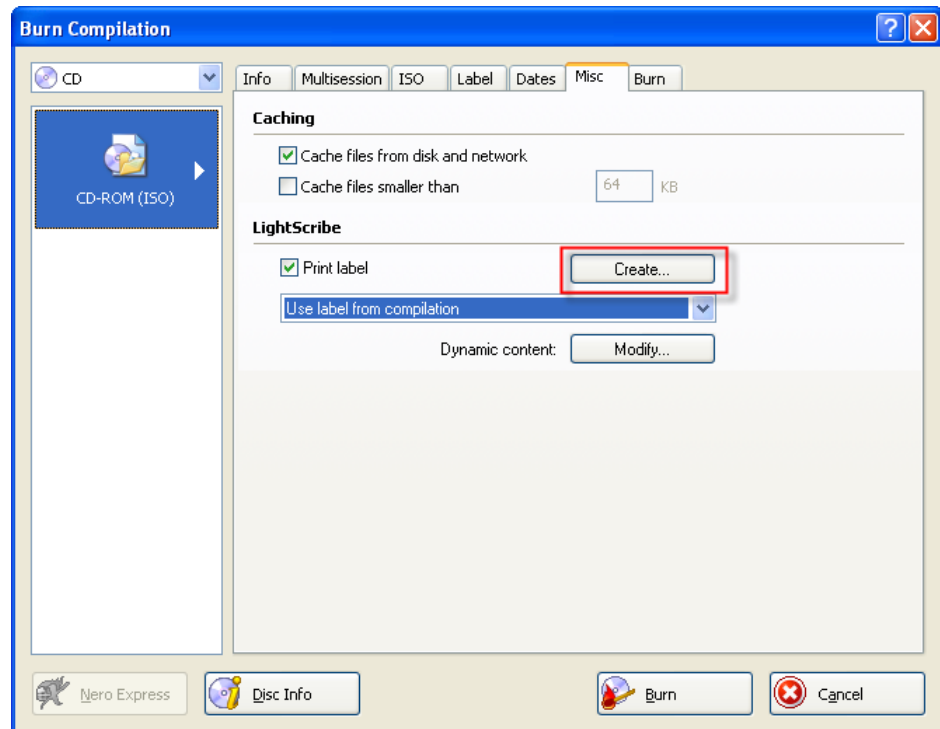 Burn Compilation
CD
Info Multisession ISO Label Dates Misc Burn
CD-ROM (ISO)
Caching
Cache files from disk and network
Cache files smaller than 64 KB
LightScribe
Print label Create...
Use label from compilation
Dynamic content: Modify...
Nero Express Disc Info Burn Cancel